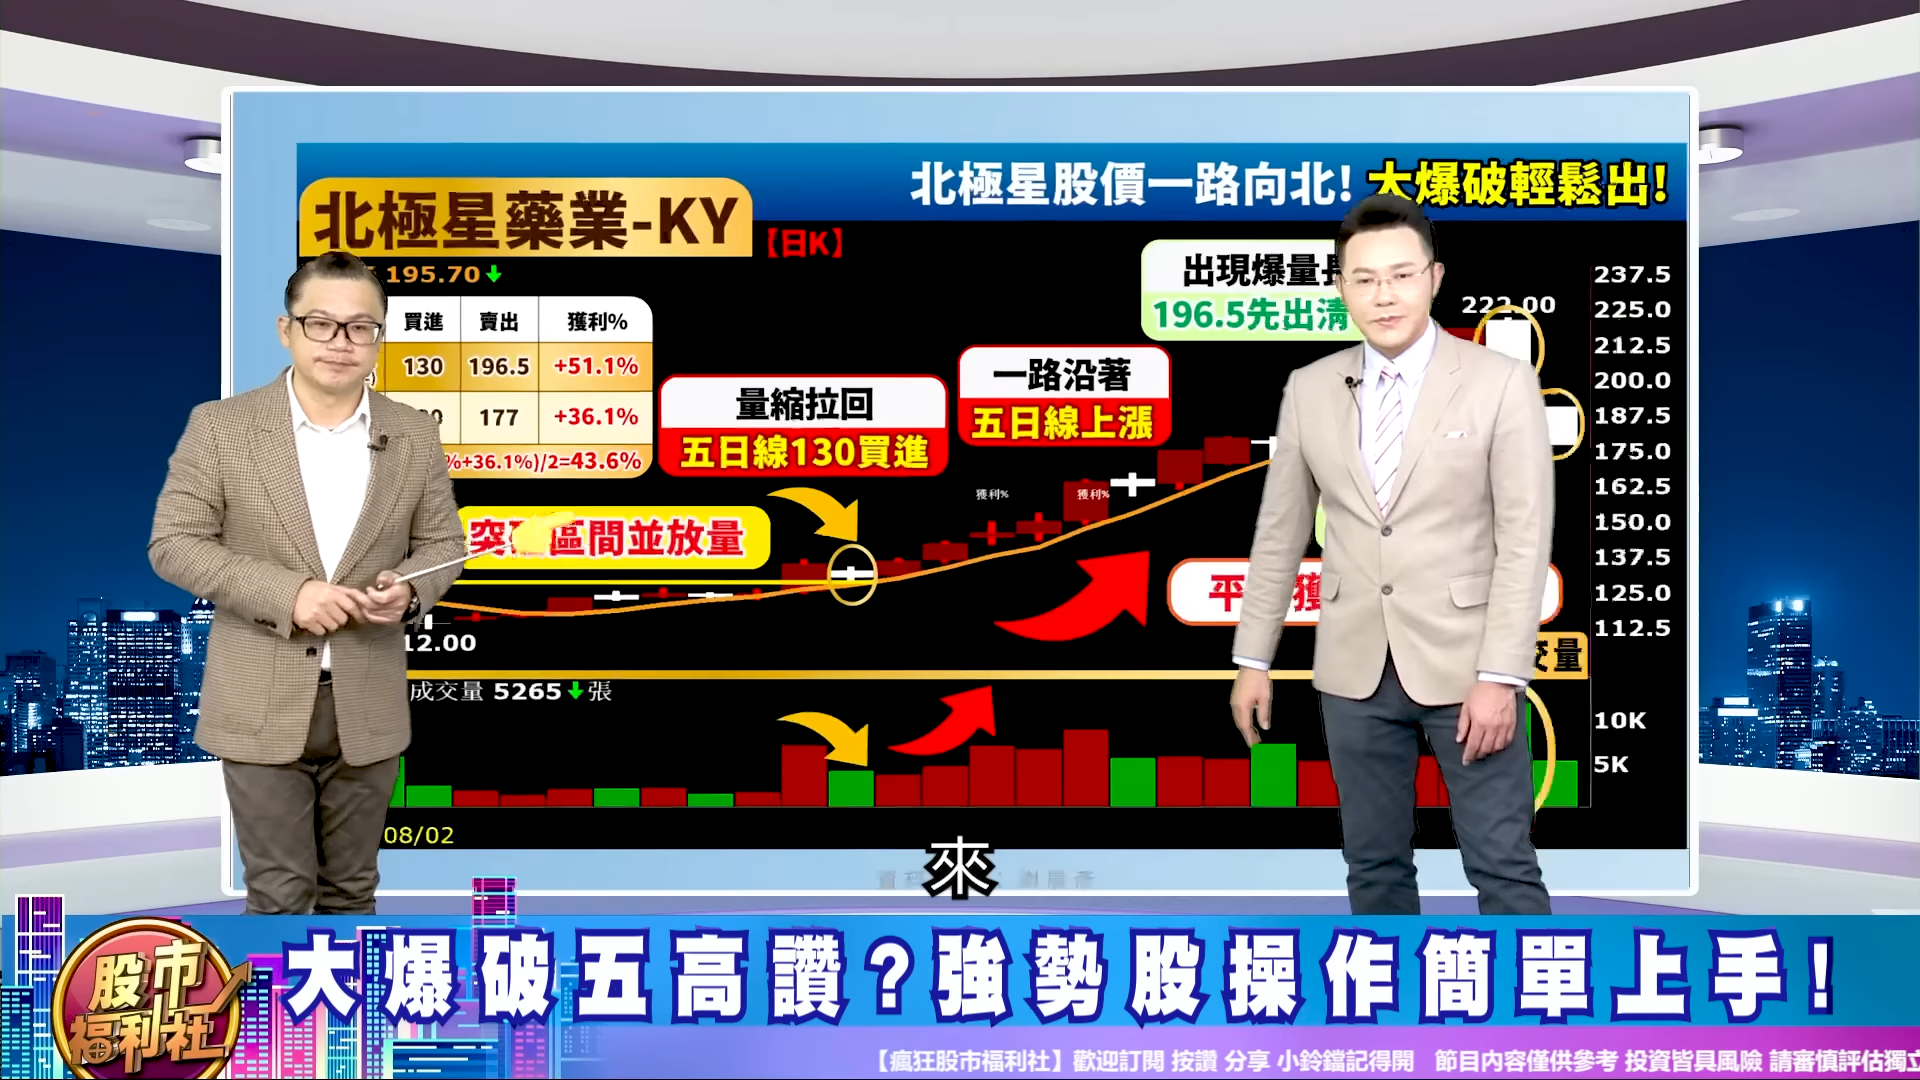 北極星股價一路向北! 大爆破輕鬆出!
北極星藥業-KY
【日K】
195.70
買進 賣出 獲利%
130 196.5 +51.1%
177 +36.1%
%+36.1%)/2=43.6%
出現爆量
196.5先出清
222.00
一路沿著
五日線上漲
量縮拉回
五日線130買進
獲利% 獲利%
區間並放量
12.00
成交量 5265 張
237.5
225.0
212.5
200.0
187.5
175.0
162.5
150.0
137.5
125.0
112.5
10K
5K
08/02
來
大爆破五高讚?強勢股操作簡單上手!
股市
福利社
【瘋狂股市福利社】歡迎訂閱 按讚 分享 小鈴鐺記得開 節目內容僅供參考 投資皆具風險 請審慎評估獨立